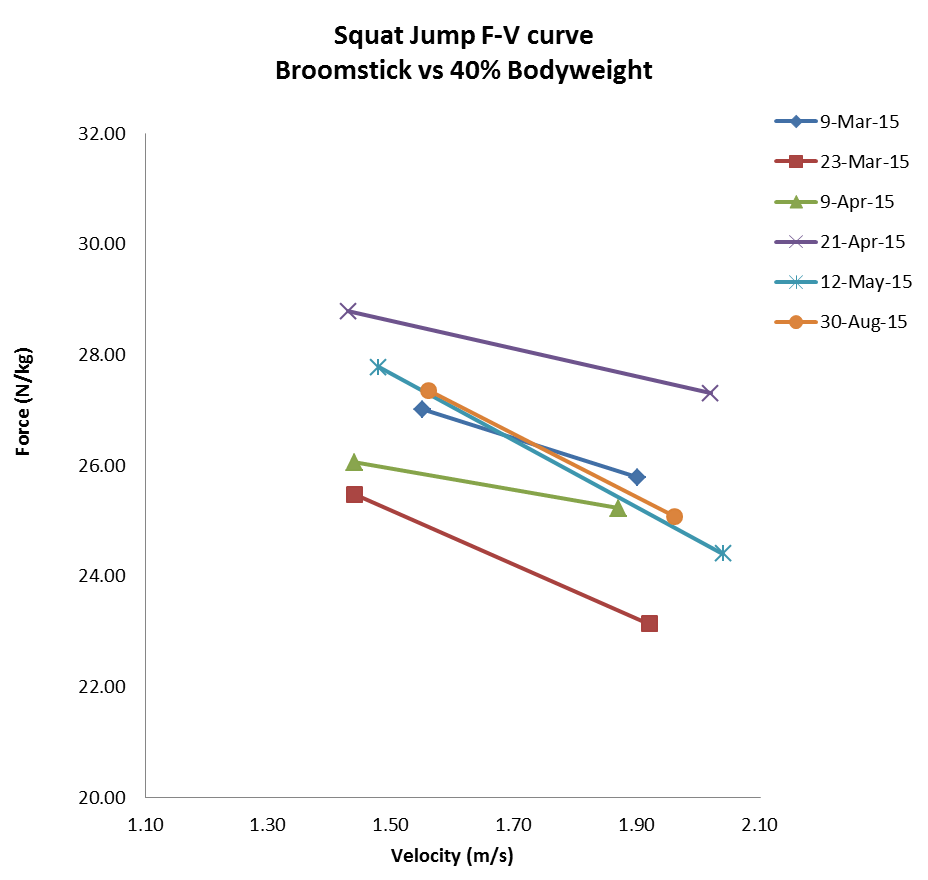 Squat Jump F-V curve
Broomstick vs 40% Bodyweight
9-Mar-15
23-Mar-15
9-Apr-15
21-Apr-15
12-May-15
30-Aug-15
Force (N/kg)
32.00
30.00
28.00
26.00
24.00
22.00
20.00
1.10 1.30 1.50 1.70 1.90 2.10
Velocity (m/s)